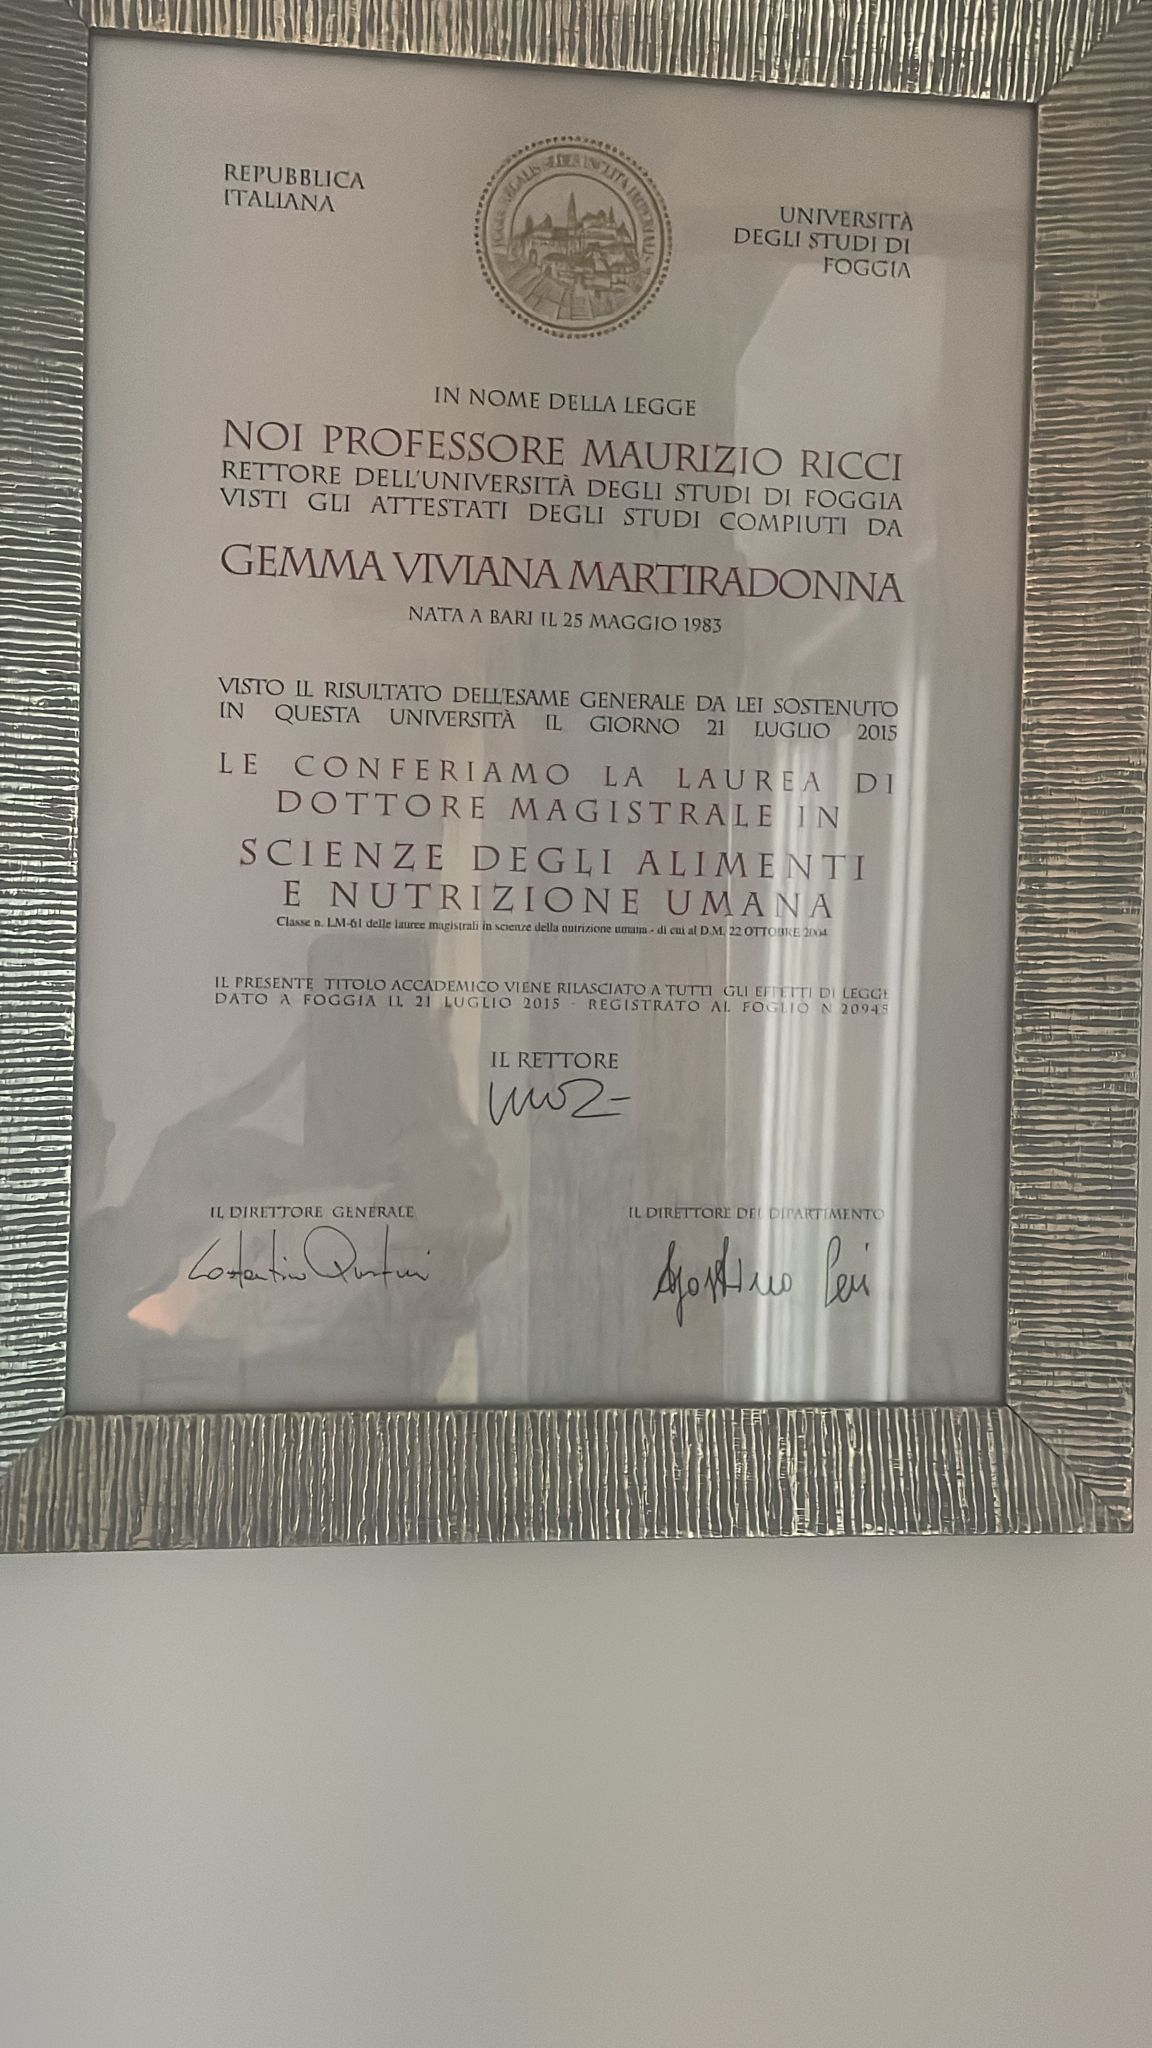 REPUBBLICA
ITALIANA
UNIVERSITÀ
DEGLI STUDI DI
FOGGIA
IN NOME DELLA LEGGE
NOI PROFESSORE MAURIZIO RICCI
RETTORE DELL'UNIVERSITÀ DEGLI STUDI DI FOGGIA
VISTI GLI ATTESTATI DEGLI STUDI COMPIUTI DA
GEMMA VIVIANA MARTIRADONNA
NATA A BARI IL 25 MAGGIO 1983
VISTO IL RISULTATO DELL'ESAME GENERALE DA LEI SOSTENUTO
IN QUESTA UNIVERSITÀ IL GIORNO 21 LUGLIO 2015
LE CONFERIAMO LA LAUREA DI
DOTTORE MAGISTRALE IN
SCIENZE DEGLI ALIMENTI
E NUTRIZIONE UMANA
Classe n. LM-61 delle lauree magistrali in scienze della nutrizione umana - di cui al D.M. 22 OTTOBRE 2004
IL PRESENTE TITOLO ACCADEMICO VIENE RILASCIATO A TUTTI GLI EFFETTI DI LEGGE
DATO A FOGGIA IL 21 LUGLIO 2015 - REGISTRATO AL FOGLIO N 20945
IL RETTORE
IL DIRETTORE GENERALE
IL DIRETTORE DEL DIPARTIMENTO